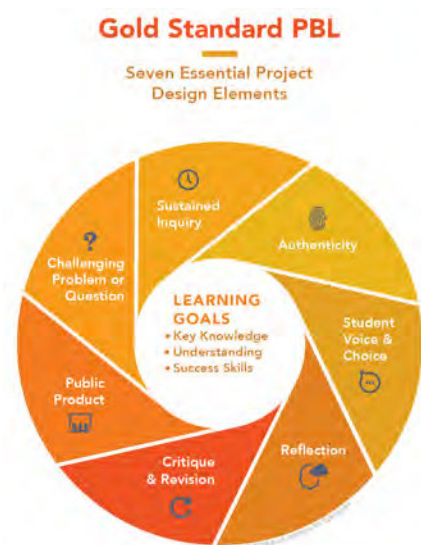 Gold Standard PBL
Seven Essential Project
Design Elements
Sustained
Inquiry
Authenticity
Student
Voice &
Choice
Reflection
Critique
& Revision
Public
Product
?
Challenging
Problem or
Question
LEARNING
GOALS
• Key Knowledge
• Understanding
• Success Skills